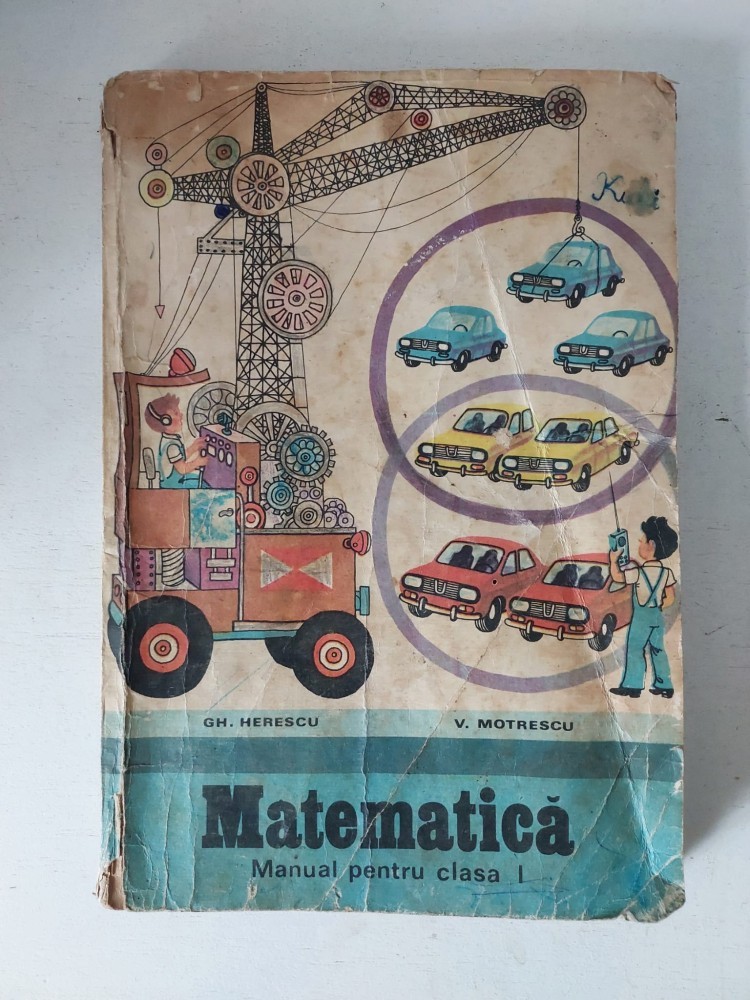 GH. HERESCU
V. MOTRESCU
Matematică
Manual pentru clasa I